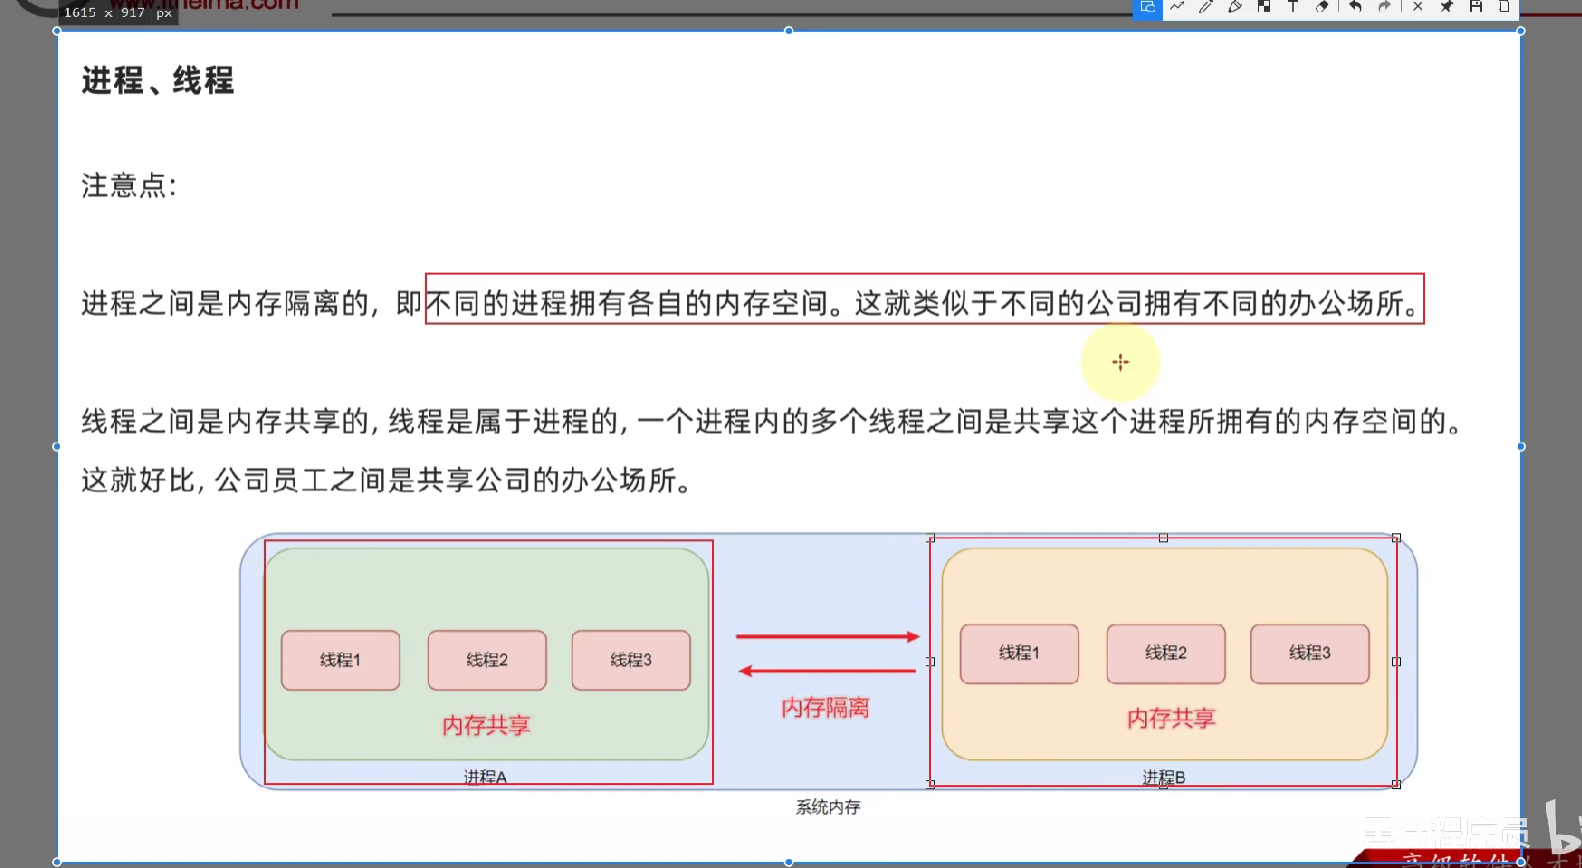 www.itheima.com
1615 x 917 px
进程、线程
注意点：
进程之间是内存隔离的, 即不同的进程拥有各自的内存空间。这就类似于不同的公司拥有不同的办公场所。
线程之间是内存共享的, 线程是属于进程的, 一个进程内的多个线程之间是共享这个进程所拥有的内存空间的。
这就好比, 公司员工之间是共享公司的办公场所。
线程1
线程2
线程3
内存共享
进程A
内存隔离
线程1
线程2
线程3
内存共享
进程B
系统内存